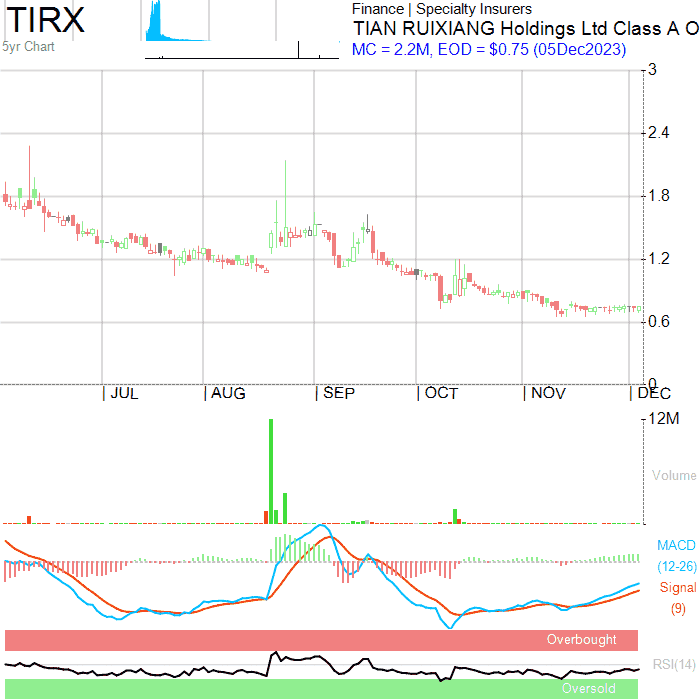 TIRX
5yr Chart
Finance | Specialty Insurers
TIAN RUIXIANG Holdings Ltd Class A O
MC = 2.2M, EOD = $0.75 (05Dec2023)
3
2.4
1.8
1.2
0.6
0
| JUL | AUG | SEP | OCT | NOV | DEC
12M
Volume
MACD
(12-26)
Signal
(9)
Overbought
RSI(14)
Oversold